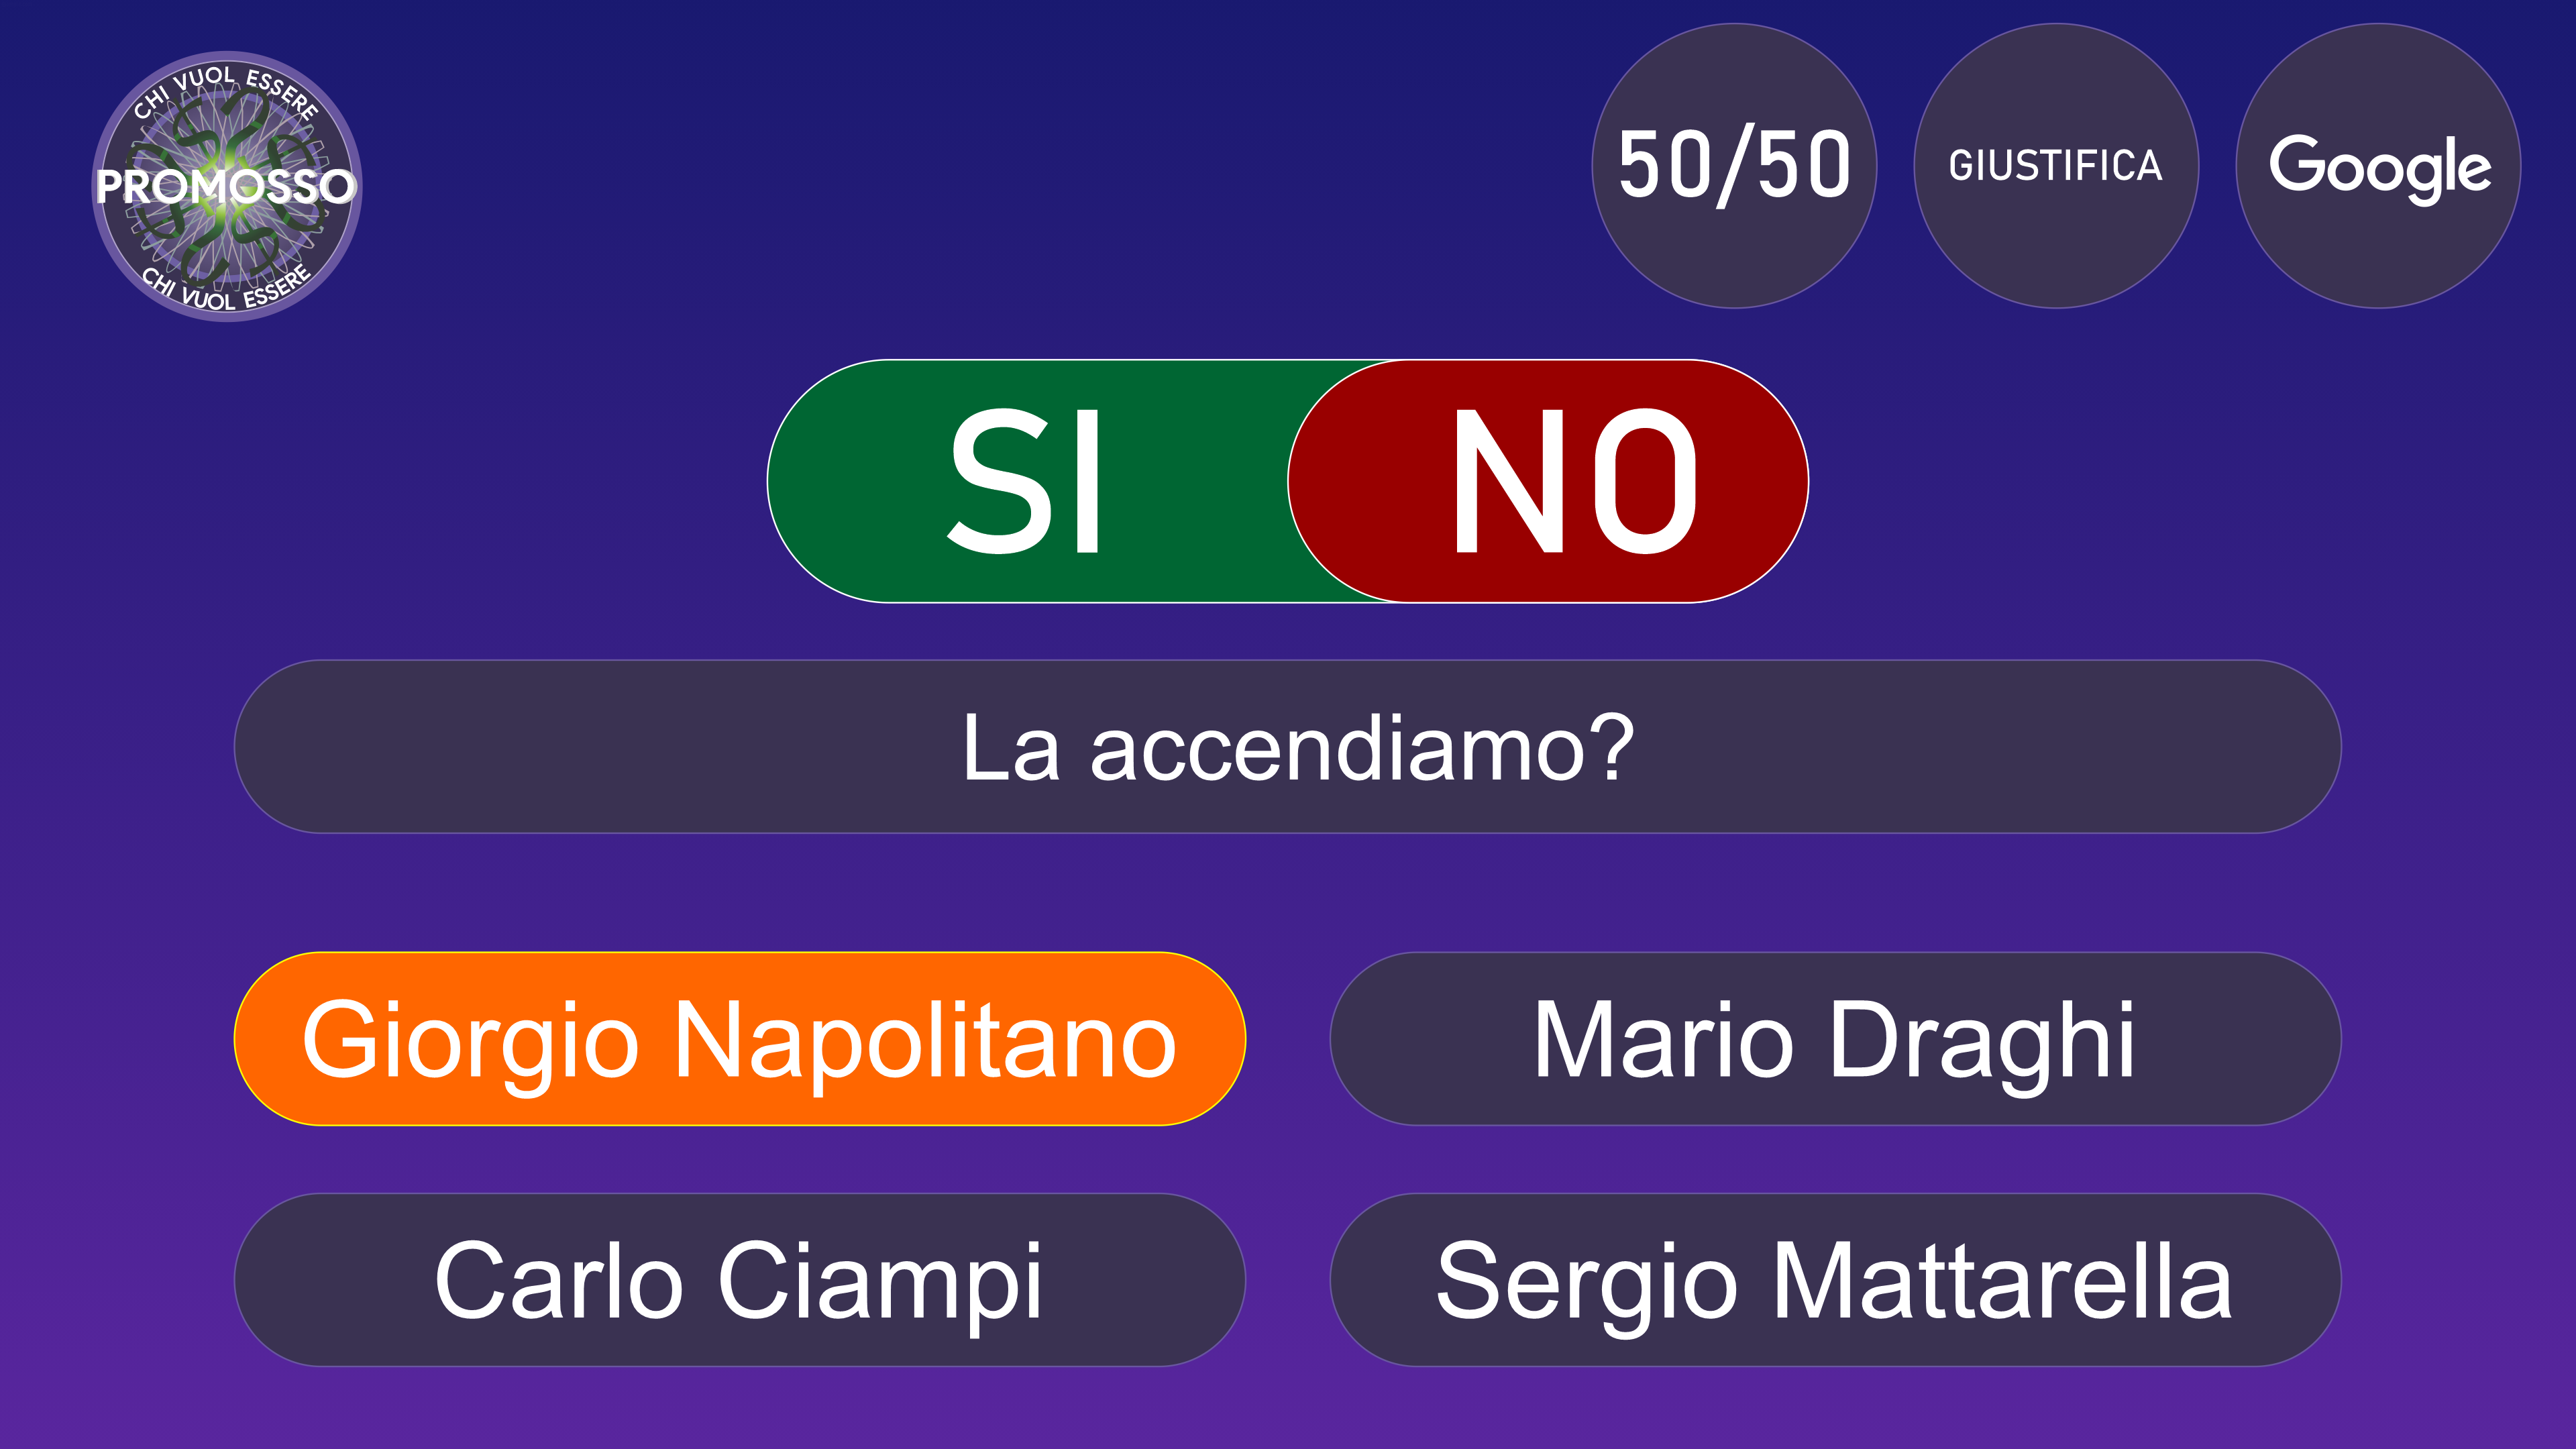 CHI VUOL ESSERE
PROMOSSO
CHI VUOL ESSERE
50/50
GIUSTIFICA
Google
SI
NO
La accendiamo?
Giorgio Napolitano
Mario Draghi
Carlo Ciampi
Sergio Mattarella